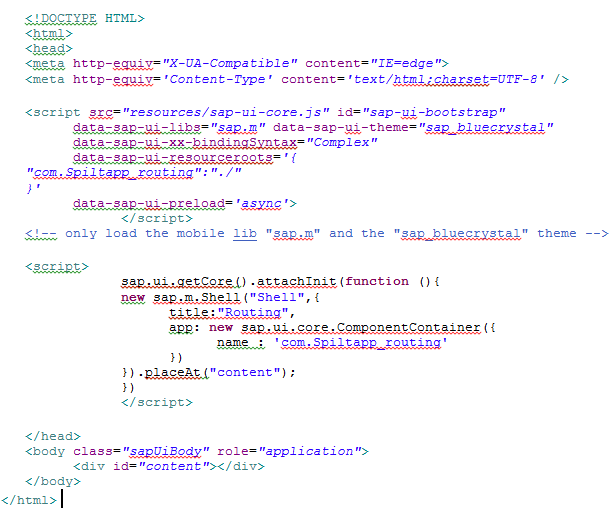 <!DOCTYPE HTML>
<html>
<head>
<meta http-equiv="X-UA-Compatible" content="IE=edge">
<meta http-equiv='Content-Type' content='text/html;charset=UTF-8' />
<script src="resources/sap-ui-core.js" id="sap-ui-bootstrap"
data-sap-ui-libs="sap.m" data-sap-ui-theme="sap_bluecrystal"
data-sap-ui-xx-bindingSyntax="Complex"
data-sap-ui-resourceroots='{
"com.Spiltapp_routing":"./"
}'
data-sap-ui-preload='async'>
</script>
<!-- only load the mobile lib "sap.m" and the "sap_bluecrystal" theme -->
<script>
sap.ui.getCore().attachInit(function (){
new sap.m.Shell("Shell",{
title:"Routing",
app: new sap.ui.core.ComponentContainer({
name : 'com.Spiltapp_routing'
})
}).placeAt("content");
})
</script>
</head>
<body class="sapUiBody" role="application">
<div id="content"></div>
</body>
</html>